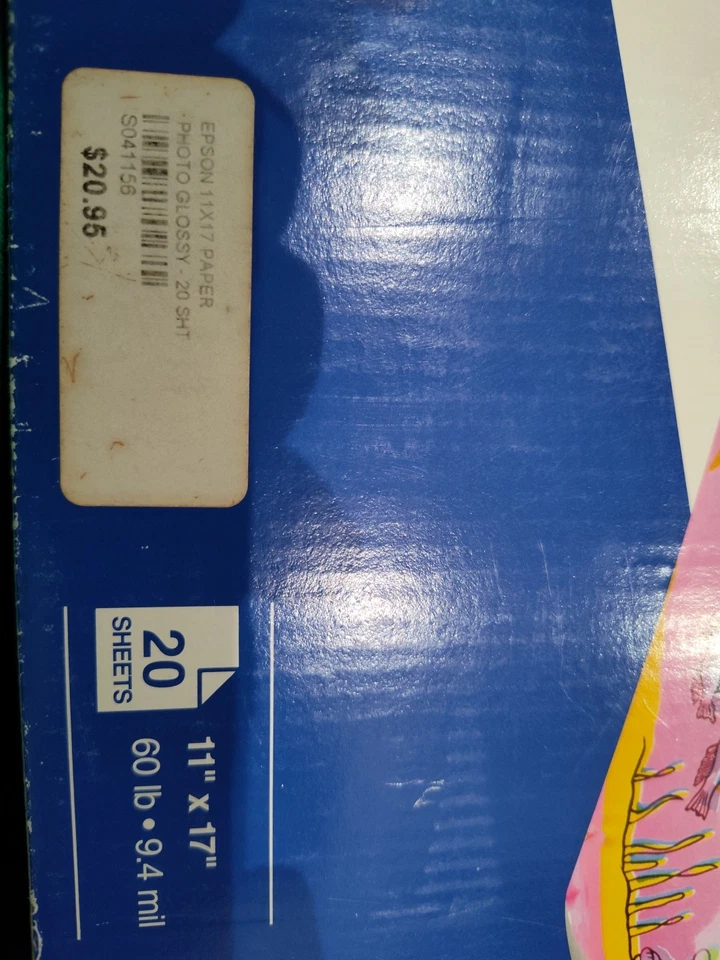 EPSON 11X17 PAPER
PHOTO GLOSSY - 20 SHT
S041156
$20.95
20
SHEETS
11" x 17"
60 lb • 9.4 mil